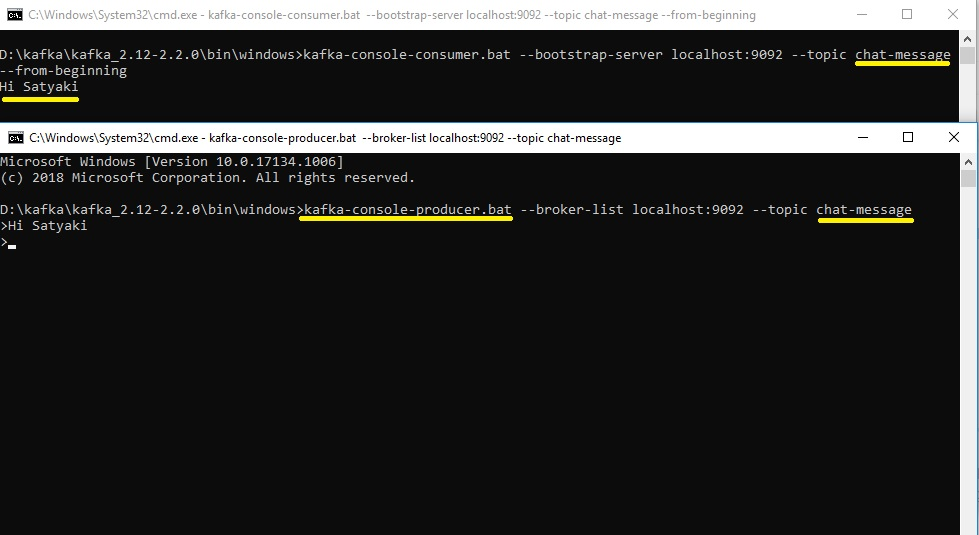 C:\Windows\System32\cmd.exe - kafka-console-consumer.bat  --bootstrap-server localhost:9092 --topic chat-message --from-beginning
D:\kafka\kafka_2.12-2.2.0\bin\windows>kafka-console-consumer.bat --bootstrap-server localhost:9092 --topic chat-message
--from-beginning
Hi Satyaki
C:\Windows\System32\cmd.exe - kafka-console-producer.bat  --broker-list localhost:9092 --topic chat-message
Microsoft Windows [Version 10.0.17134.1006]
(c) 2018 Microsoft Corporation. All rights reserved.
D:\kafka\kafka_2.12-2.2.0\bin\windows>kafka-console-producer.bat --broker-list localhost:9092 --topic chat-message
>Hi Satyaki
>